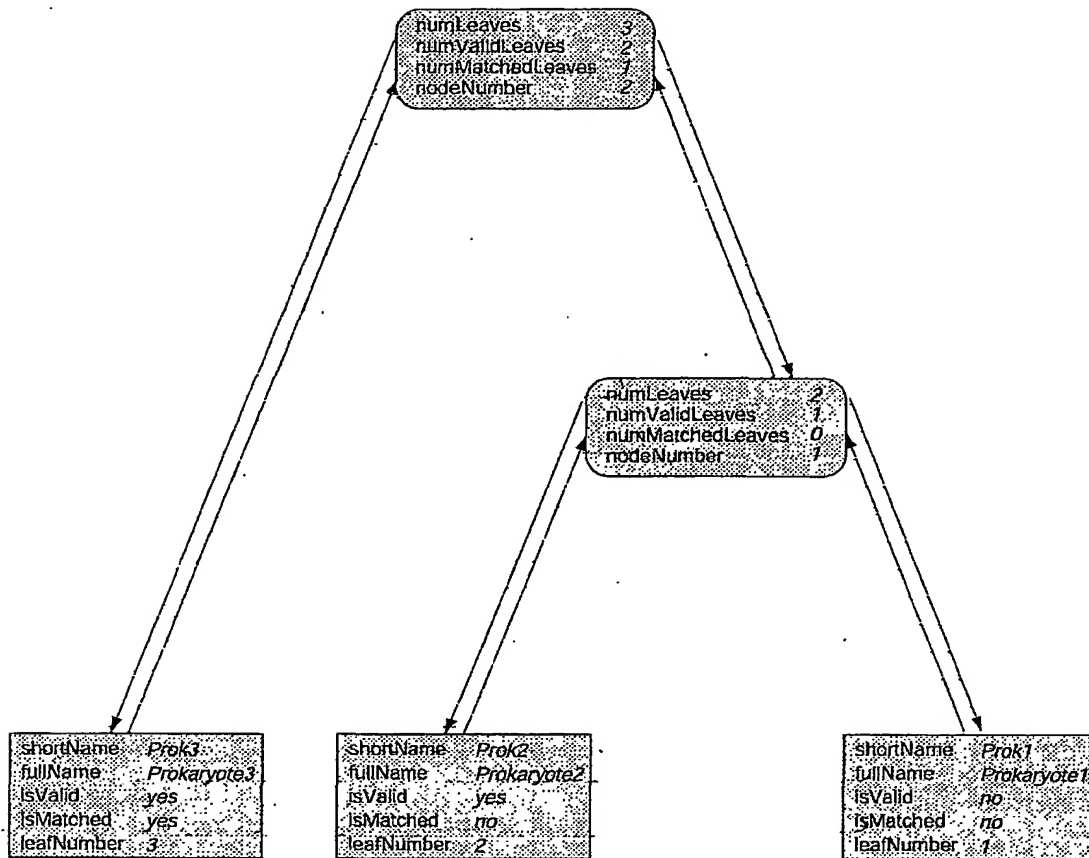 numLeaves 3
numValidLeaves 2
numMatchedLeaves 1
nodeNumber 2
numLeaves 2
numValidLeaves 1
numMatchedLeaves 0
nodeNumber 1
shortName Prok3
fullName Prokaryote3
isValid yes
isMatched yes
leafNumber 3
shortName Prok2
fullName Prokaryote2
isValid yes
isMatched no
leafNumber 2
shortName Prok1
fullName Prokaryote1
isValid no
isMatched no
leafNumber 1